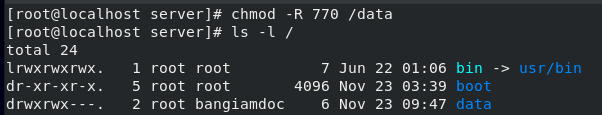 [root@localhost server]# chmod -R 770 /data
[root@localhost server]# ls -l /
total 24
lrwxrwxrwx.   1 root root          7 Jun 22 01:06 bin -> usr/bin
dr-xr-xr-x.   5 root root       4096 Nov 23 03:39 boot
drwxrwx---.   2 root bangiamdoc    6 Nov 23 09:47 data